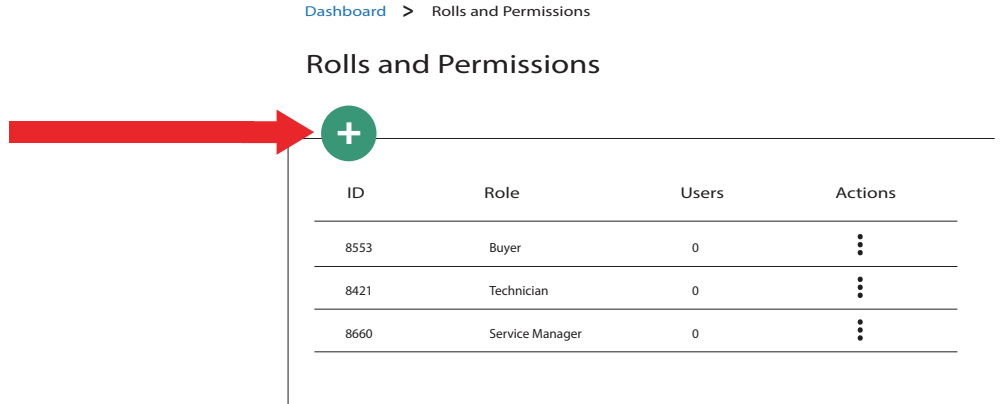 Dashboard > Rolls and Permissions
Rolls and Permissions
+
ID Role Users Actions
8553 Buyer 0
8421 Technician 0
8660 Service Manager 0